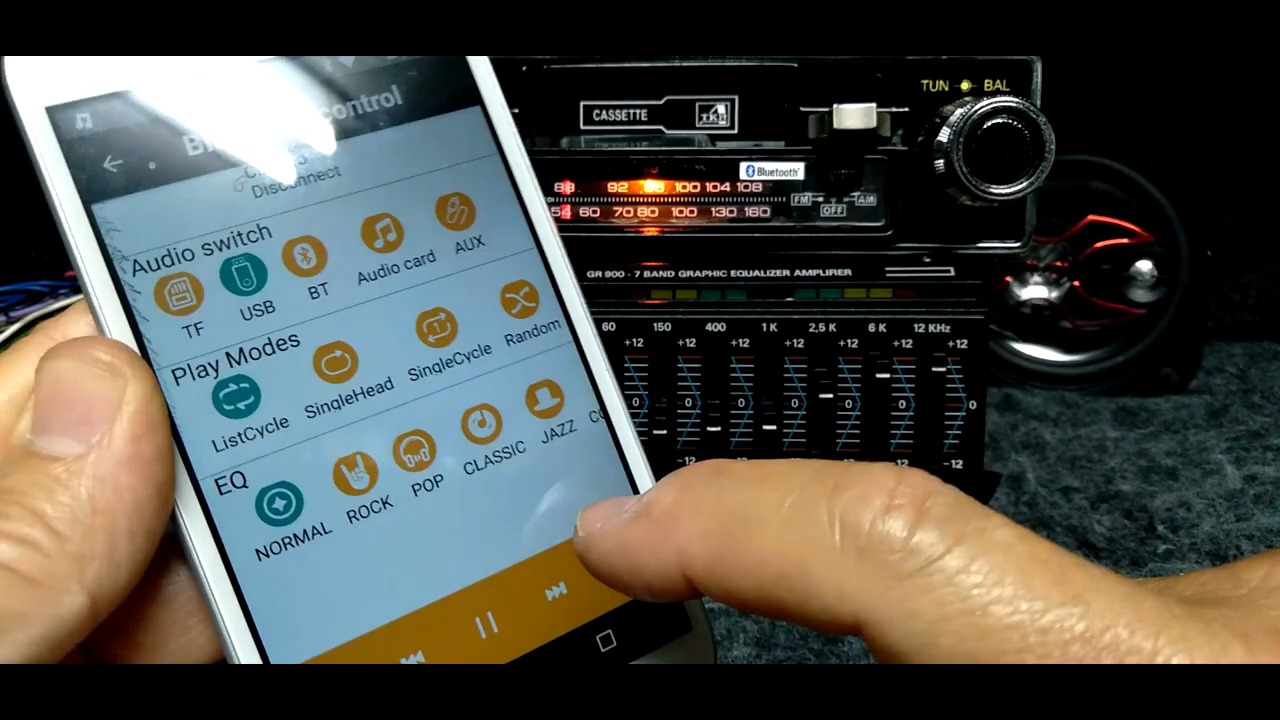 control
Disconnect
Audio switch
TF
USB
BT
Audio card
AUX
Play Modes
ListCycle
SingleHead
SingleCycle
Random
EQ
NORMAL
ROCK
POP
CLASSIC
JAZZ
TUN BAL
CASSETTE
Bluetooth
88 92 96 100 104 108
54 60 70 80 100 130 160
FM AM
OFF
GR 900 - 7 BAND GRAPHIC EQUALIZER AMPLIFIRER
60 150 400 1 K 2,5 K 6 K 12 KHz
+12 +12 +12 +12 +12 +12 +12
0 0 0 0 0 0 0
-12 -12